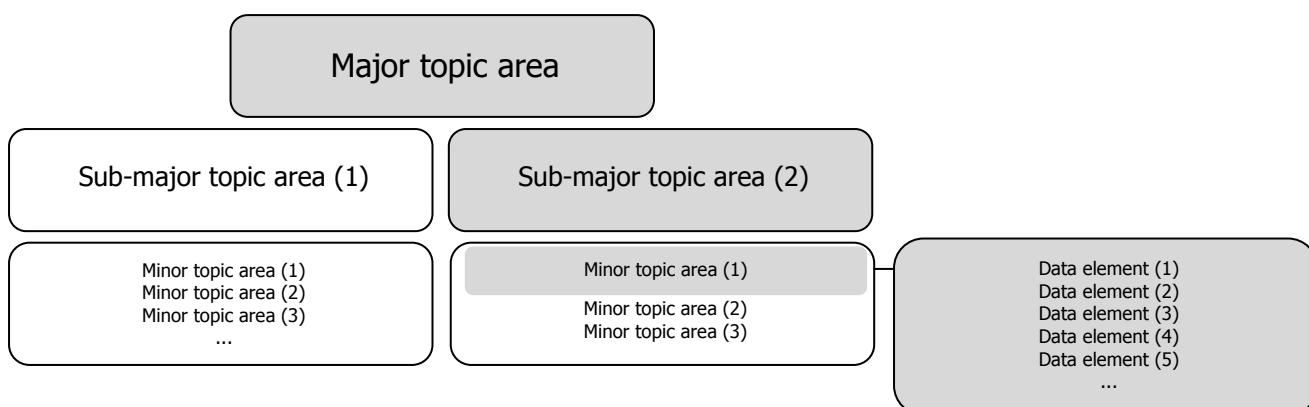 Major topic area
Sub-major topic area (1)
Sub-major topic area (2)
Minor topic area (1)
Minor topic area (2)
Minor topic area (3)
...
Minor topic area (1)
Minor topic area (2)
Minor topic area (3)
Data element (1)
Data element (2)
Data element (3)
Data element (4)
Data element (5)
...